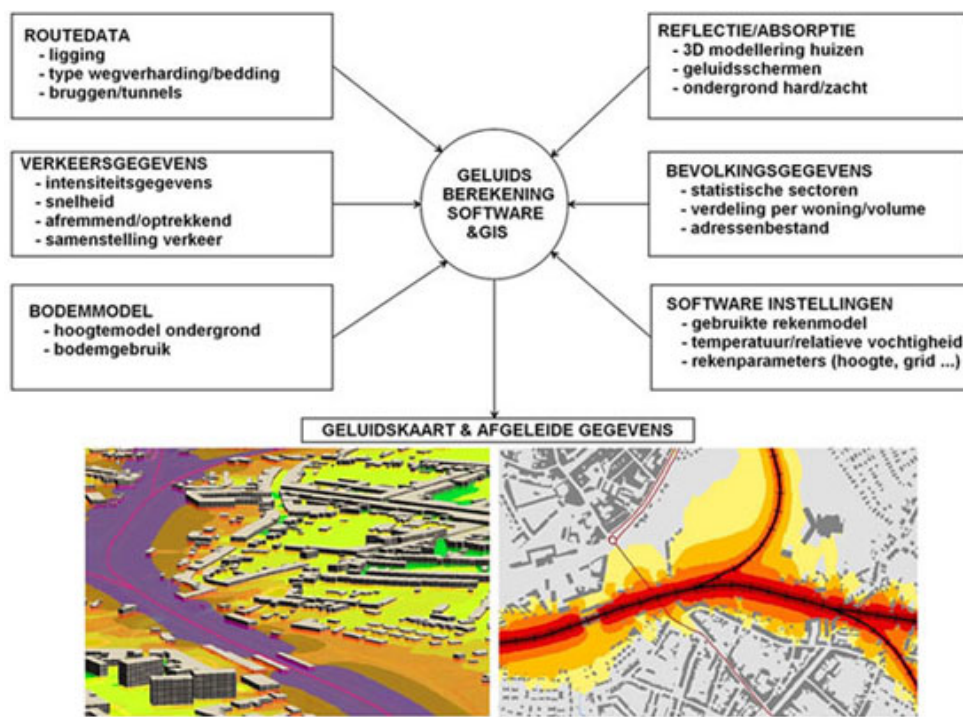 ROUTEDATA
- ligging
- type wegverharding/bedding
- bruggen/tunnels
VERKEERSGEGEVENS
- intensiteitsgegevens
- snelheid
- afremmend/optrekkend
- samenstelling verkeer
BODEMMODEL
- hoogtemodel ondergrond
- bodemgebruik
GELUIDS
BEREKENING
SOFTWARE
&GIS
REFLECTIE/ABSORPTIE
- 3D modellering huizen
- geluidsschermen
- ondergrond hard/zacht
BEVOLKINGSGEGEVENS
- statistische sectoren
- verdeling per woning/volume
- adressenbestand
SOFTWARE INSTELLINGEN
- gebruikte rekenmodel
- temperatuur/relatieve vochtigheid
- rekenparameters (hoogte, grid ...)
GELUIDSKAART & AFGELEIDE GEGEVENS